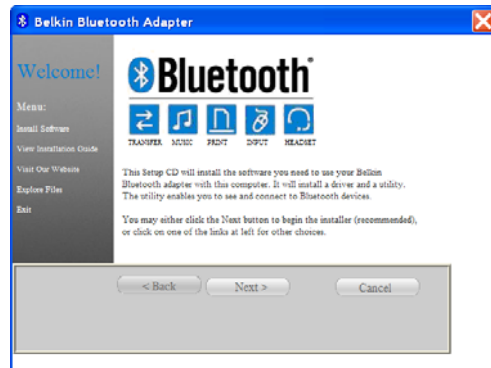 Belkin Bluetooth Adapter
Welcome!
Menu:
Install Software
View Installation Guide
Visit Our Website
Explore Files
Exit
Bluetooth
TRANSFER MUSIC PRINT INPUT HEADSET
This Setup CD will install the software you need to use your Belkin
Bluetooth adapter with this computer. It will install a driver and a utility.
The utility enables you to see and connect to Bluetooth devices.
You may either click the Next button to begin the installer (recommended),
or click on one of the links at left for other choices.
< Back Next > Cancel